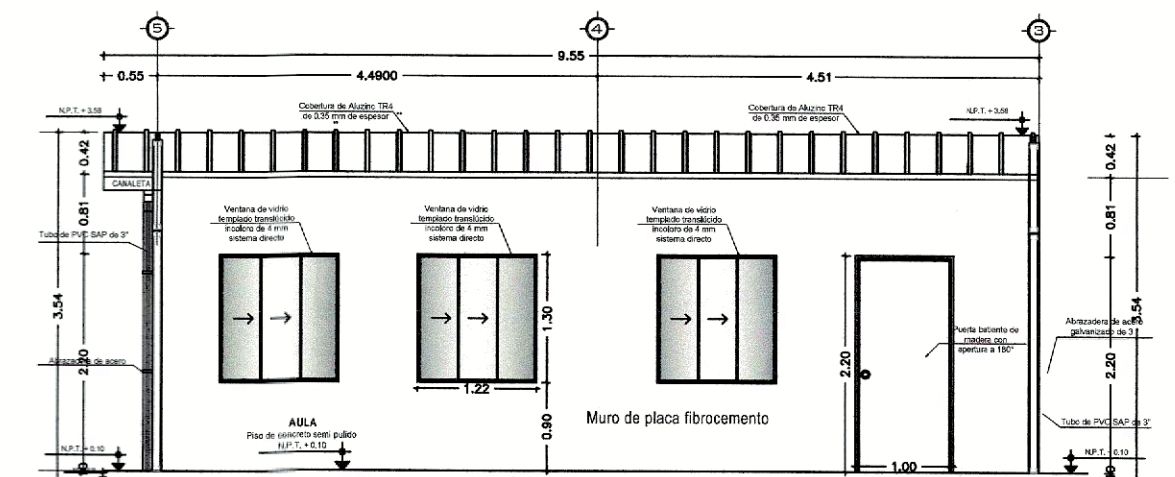 5
4
3
9.55
0.55
4.4900
4.51
N.P.T. + 3.58
Cobertura de Aluzinc TR4
de 0.35 mm de espesor
Cobertura de Aluzinc TR4
de 0.35 mm de espesor
N.P.T. + 3.58
0.42
0.42
CANALETA
Ventana de vidrio
templado translúcido
incoloro de 4 mm
sistema directo
Ventana de vidrio
templado translúcido
incoloro de 4 mm
sistema directo
Ventana de vidrio
templado translúcido
incoloro de 4 mm
sistema directo
0.81
0.81
Tubo de PVC SAP de 3"
3.54
3.54
1.30
2.20
Puerta batiente de
madera con
apertura a 180°
Abrazadera de acero
galvanizado de 3
Abrazadera de acero
2.20
2.20
1.22
0.90
AULA
Piso de concreto semi pulido
N.P.T. + 0.10
Muro de placa fibrocemento
Tubo de PVC SAP de 3"
N.P.T. + 0.10
N.P.T. + 0.10
1.00